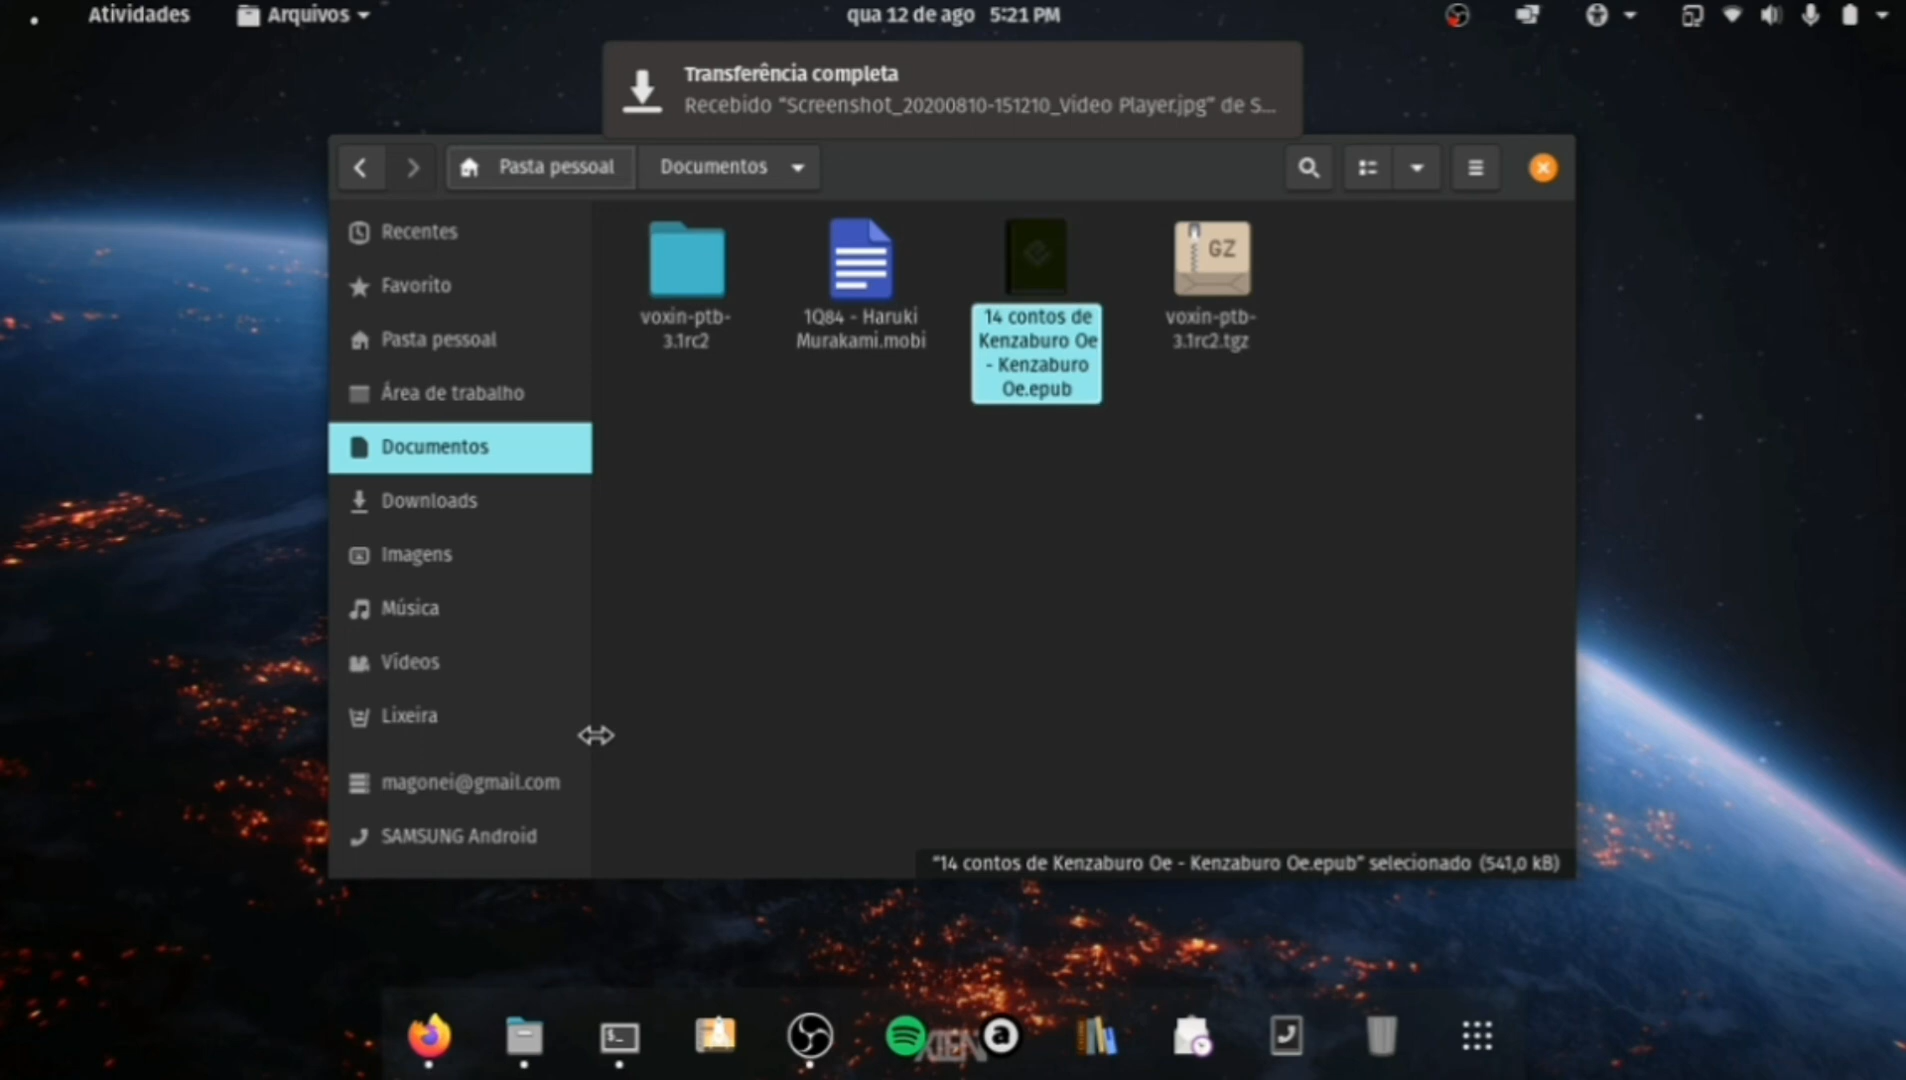 Atividades
Arquivos
qua 12 de ago 5:21 PM
Transferência completa
Recebido "Screenshot_20200810-151210_Video Player.jpg" de S...
Pasta pessoal
Documentos
Recentes
Favorito
Pasta pessoal
Área de trabalho
Documentos
Downloads
Imagens
Música
Vídeos
Lixeira
magonei@gmail.com
SAMSUNG Android
voxin-ptb-
3.1rc2
1Q84 - Haruki
Murakami.mobi
14 contos de
Kenzaburo Oe
- Kenzaburo
Oe.epub
GZ
voxin-ptb-
3.1rc2.tgz
"14 contos de Kenzaburo Oe - Kenzaburo Oe.epub" selecionado (541,0 kB)
$_
a